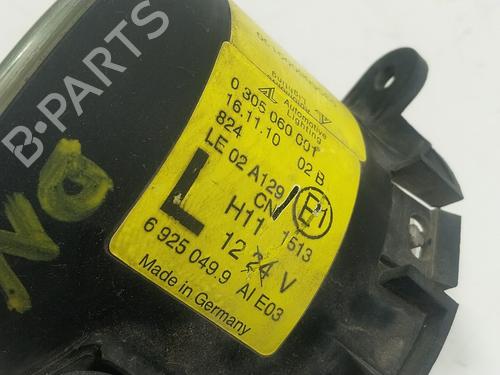 B-PARTS
Automotive
Lighting
0 305 060 001
16.11.10 02 B
824
LE 02 A129 E1
CN
L H11 1513
12 24 V
6 925 049.9 AI E03
Made in Germany
ON